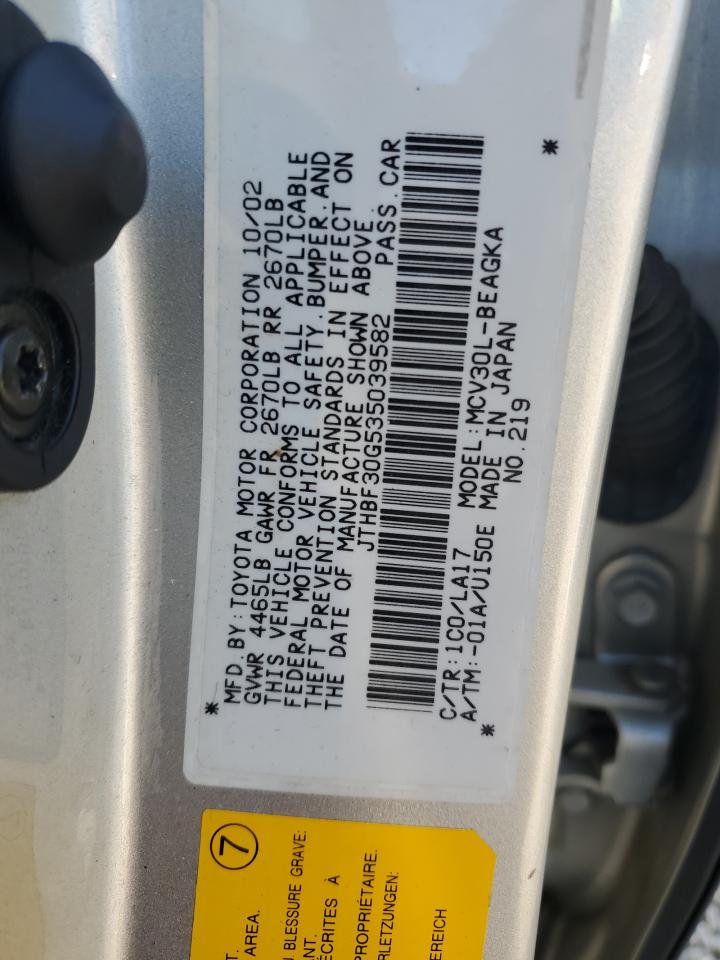 *
MFD.BY:TOYOTA MOTOR CORPORATION 10/02
GVWR 4465LB GAWR FR 2670LB RR 2670LB
THIS VEHICLE CONFORMS TO ALL APPLICABLE
FEDERAL MOTOR VEHICLE SAFETY.BUMPER.AND
THEFT PREVENTION STANDARDS IN EFFECT ON
THE DATE OF MANUFACTURE SHOWN ABOVE.
JTHBF30G535039582 PASS.CAR
C/TR:1C0/LA17 MODEL:MCV30L-BEAGKA
A/TM:-01A/U150E MADE IN JAPAN
* NO.219 *
7
T.
AREA.
BLESSURE GRAVE:
ANT.
ÉCRITES À
PROPRIÉTAIRE.
RLETZUNGEN:
EREICH